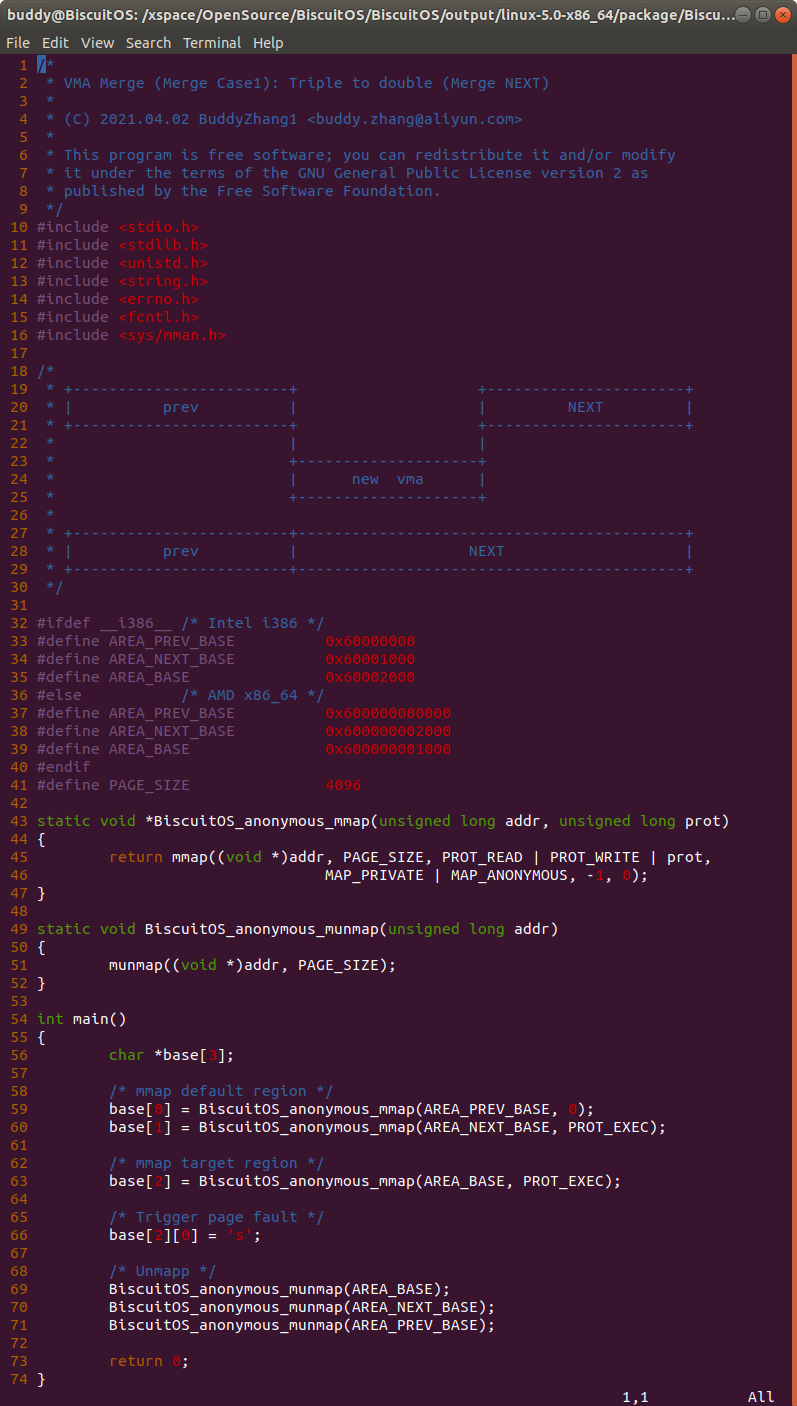 buddy@BiscuitOS: /xspace/OpenSource/BiscuitOS/BiscuitOS/output/linux-5.0-x86_64/package/Biscu...
File Edit View Search Terminal Help
1 /*
2  * VMA Merge (Merge Case1): Triple to double (Merge NEXT)
3  *
4  * (C) 2021.04.02 BuddyZhang1 <buddy.zhang@aliyun.com>
5  *
6  * This program is free software; you can redistribute it and/or modify
7  * it under the terms of the GNU General Public License version 2 as
8  * published by the Free Software Foundation.
9  */
10 #include <stdio.h>
11 #include <stdlib.h>
12 #include <unistd.h>
13 #include <string.h>
14 #include <errno.h>
15 #include <fcntl.h>
16 #include <sys/mman.h>
17
18 /*
19  * +------------------------+                    +----------------------+
20  * |          prev          |                    |         NEXT         |
21  * +------------------------+                    +----------------------+
22  *                          |                    |
23  *                          +--------------------+
24  *                          |      new  vma      |
25  *                          +--------------------+
26  *
27  * +------------------------+-------------------------------------------+
28  * |          prev          |                   NEXT                    |
29  * +------------------------+-------------------------------------------+
30  */
31
32 #ifdef __i386__ /* Intel i386 */
33 #define AREA_PREV_BASE          0x60000000
34 #define AREA_NEXT_BASE          0x60001000
35 #define AREA_BASE               0x60002000
36 #else           /* AMD x86_64 */
37 #define AREA_PREV_BASE          0x600000000000
38 #define AREA_NEXT_BASE          0x600000002000
39 #define AREA_BASE               0x600000001000
40 #endif
41 #define PAGE_SIZE               4096
42
43 static void *BiscuitOS_anonymous_mmap(unsigned long addr, unsigned long prot)
44 {
45         return mmap((void *)addr, PAGE_SIZE, PROT_READ | PROT_WRITE | prot,
46                                 MAP_PRIVATE | MAP_ANONYMOUS, -1, 0);
47 }
48
49 static void BiscuitOS_anonymous_munmap(unsigned long addr)
50 {
51         munmap((void *)addr, PAGE_SIZE);
52 }
53
54 int main()
55 {
56         char *base[3];
57
58         /* mmap default region */
59         base[0] = BiscuitOS_anonymous_mmap(AREA_PREV_BASE, 0);
60         base[1] = BiscuitOS_anonymous_mmap(AREA_NEXT_BASE, PROT_EXEC);
61
62         /* mmap target region */
63         base[2] = BiscuitOS_anonymous_mmap(AREA_BASE, PROT_EXEC);
64
65         /* Trigger page fault */
66         base[2][0] = 's';
67
68         /* Unmapp */
69         BiscuitOS_anonymous_munmap(AREA_BASE);
70         BiscuitOS_anonymous_munmap(AREA_NEXT_BASE);
71         BiscuitOS_anonymous_munmap(AREA_PREV_BASE);
72
73         return 0;
74 }
1,1 All